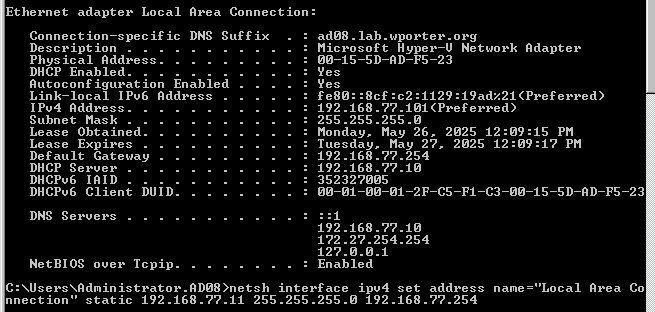 Ethernet adapter Local Area Connection:
Connection-specific DNS Suffix  . : ad08.lab.wporter.org
Description . . . . . . . . . . . : Microsoft Hyper-V Network Adapter
Physical Address. . . . . . . . . : 00-15-5D-AD-F5-23
DHCP Enabled. . . . . . . . . . . : Yes
Autoconfiguration Enabled . . . . : Yes
Link-local IPv6 Address . . . . . : fe80::8cf:c2:1129:19ad%21(Preferred)
IPv4 Address. . . . . . . . . . . : 192.168.77.101(Preferred)
Subnet Mask . . . . . . . . . . . : 255.255.255.0
Lease Obtained. . . . . . . . . . : Monday, May 26, 2025 12:09:15 PM
Lease Expires . . . . . . . . . . : Tuesday, May 27, 2025 12:09:17 PM
Default Gateway . . . . . . . . . : 192.168.77.254
DHCP Server . . . . . . . . . . . : 192.168.77.10
DHCPv6 IAID . . . . . . . . . . . : 352327005
DHCPv6 Client DUID. . . . . . . . : 00-01-00-01-2F-C5-F1-C3-00-15-5D-AD-F5-23
DNS Servers . . . . . . . . . . . : ::1
192.168.77.10
172.27.254.254
127.0.0.1
NetBIOS over Tcpip. . . . . . . . : Enabled
C:\Users\Administrator.AD08>netsh interface ipv4 set address name="Local Area Co
nnection" static 192.168.77.11 255.255.255.0 192.168.77.254